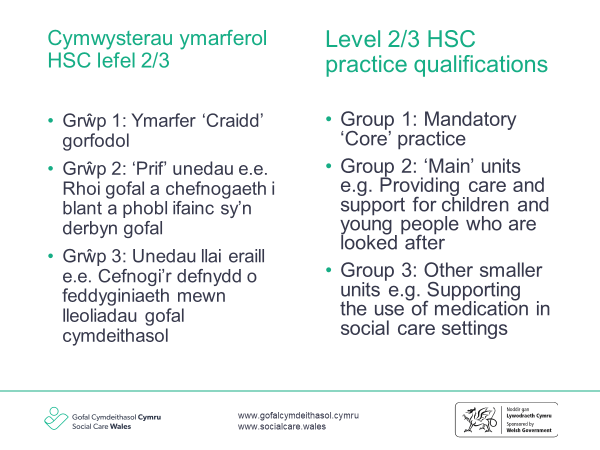 Cymwysterau ymarferol
HSC lefel 2/3
• Grŵp 1: Ymarfer ‘Craidd’
gorfodol
• Grŵp 2: ‘Prif’ unedau e.e.
Rhoi gofal a chefnogaeth i
blant a phobl ifainc sy’n
derbyn gofal
• Grŵp 3: Unedau llai eraill
e.e. Cefnogi’r defnydd o
feddyginiaeth mewn
lleoliadau gofal
cymdeithasol
Level 2/3 HSC
practice qualifications
• Group 1: Mandatory
‘Core’ practice
• Group 2: ‘Main’ units
e.g. Providing care and
support for children and
young people who are
looked after
• Group 3: Other smaller
units e.g. Supporting
the use of medication in
social care settings
Gofal Cymdeithasol Cymru
Social Care Wales
www.gofalcymdeithasol.cymru
www.socialcare.wales
Noddir gan
Lywodraeth Cymru
Sponsored by
Welsh Government